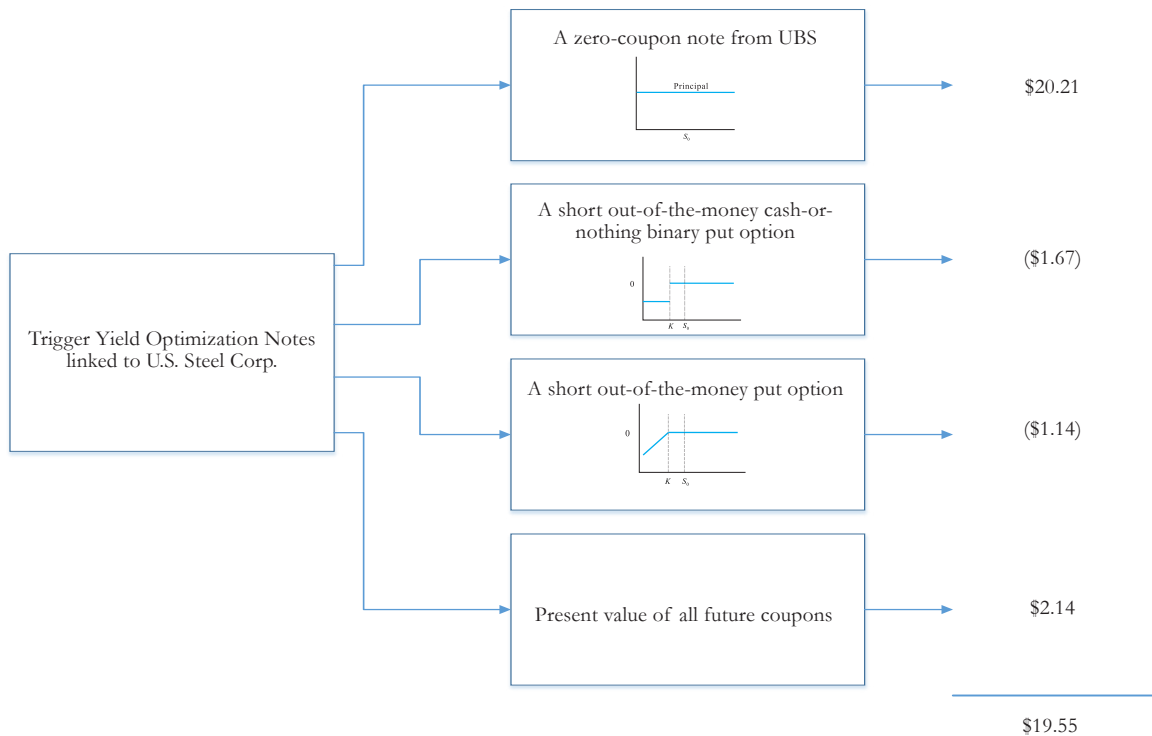 A zero-coupon note from UBS
Principal
S₀
$20.21
A short out-of-the-money cash-or-
nothing binary put option
0
K S₀
($1.67)
Trigger Yield Optimization Notes
linked to U.S. Steel Corp.
A short out-of-the-money put option
0
K S₀
($1.14)
Present value of all future coupons
$2.14
$19.55